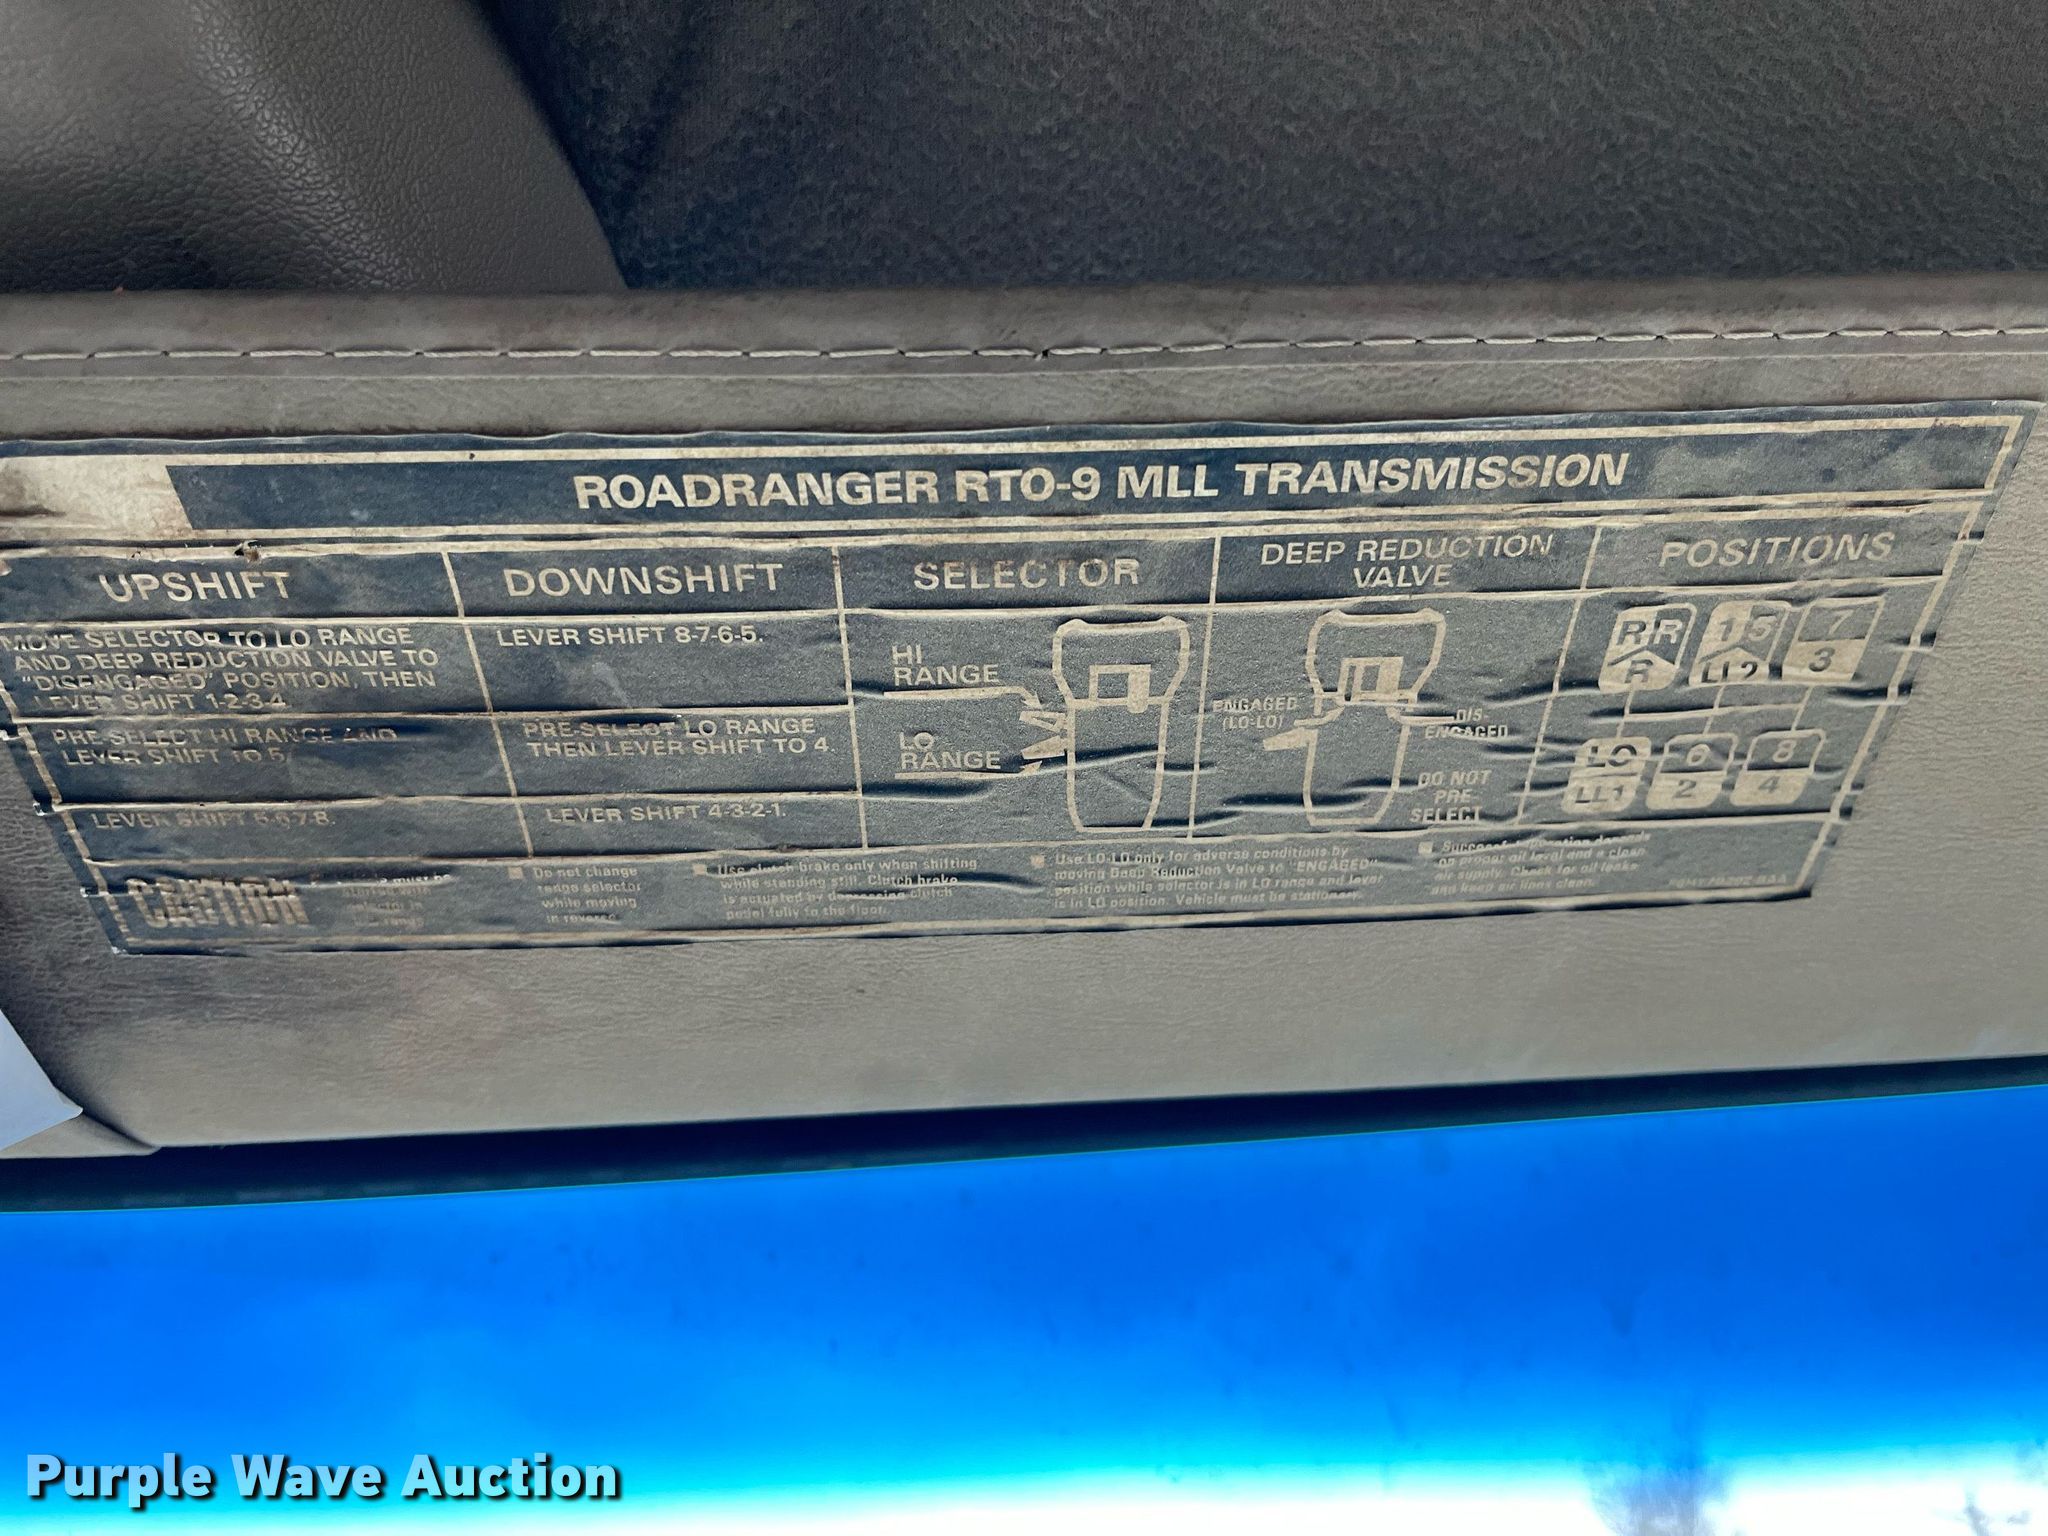 ROADRANGER RTO-9 MLL TRANSMISSION
UPSHIFT
MOVE SELECTOR TO LO RANGE
AND DEEP REDUCTION VALVE TO
"DISENGAGED" POSITION, THEN
LEVER SHIFT 1-2-3-4
PRE-SELECT HI RANGE AND
LEVER SHIFT TO 5.
LEVER SHIFT 5-6-7-8.
DOWNSHIFT
LEVER SHIFT 8-7-6-5.
PRE-SELECT LO RANGE
THEN LEVER SHIFT TO 4.
LEVER SHIFT 4-3-2-1.
SELECTOR
HI
RANGE
LO
RANGE
DEEP REDUCTION
VALVE
ENGAGED
(LO-LO)
DIS-
ENGAGED
DO NOT
PRE-
SELECT
POSITIONS
R R 1 5 7
R LL2 3
LO 6 8
LL1 2 4
CAUTION
must be
with
selector in
Do not change
range selector
while moving
in reverse
Use clutch brake only when shifting
while standing still. Clutch brake
is actuated by depressing clutch
pedal fully to the floor.
Use LO-LO only for adverse conditions by
moving Deep Reduction Valve to "ENGAGED"
position while selector is in LO range and lever
is in LO position. Vehicle must be stationary.
Successful operation depends
on proper oil level and a clean
air supply. Check for oil leaks
and keep air lines clean.
Purple Wave Auction